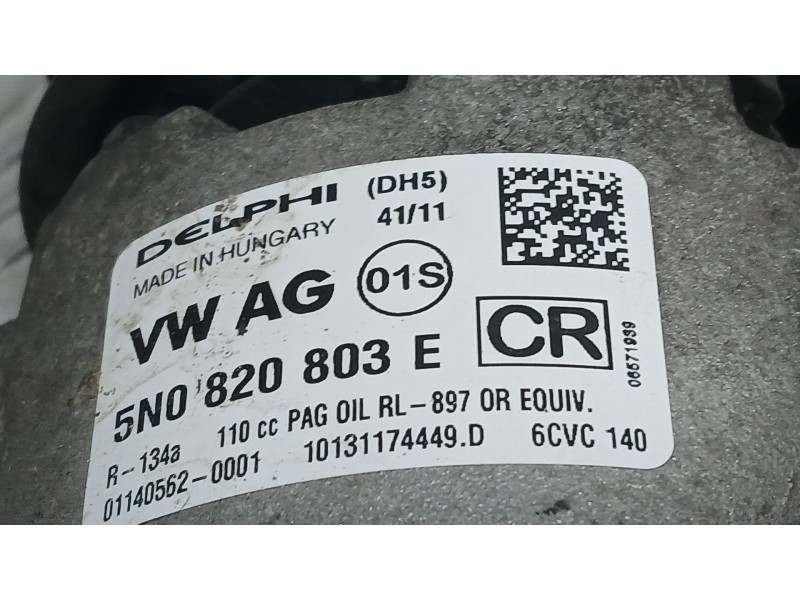 DELPHI (DH5)
MADE IN HUNGARY 41/11
VW AG 01S
5N0 820 803 E CR
06571939
R-134a 110 cc PAG OIL RL-897 OR EQUIV.
01140562-0001 10131174449.D 6CVC 140